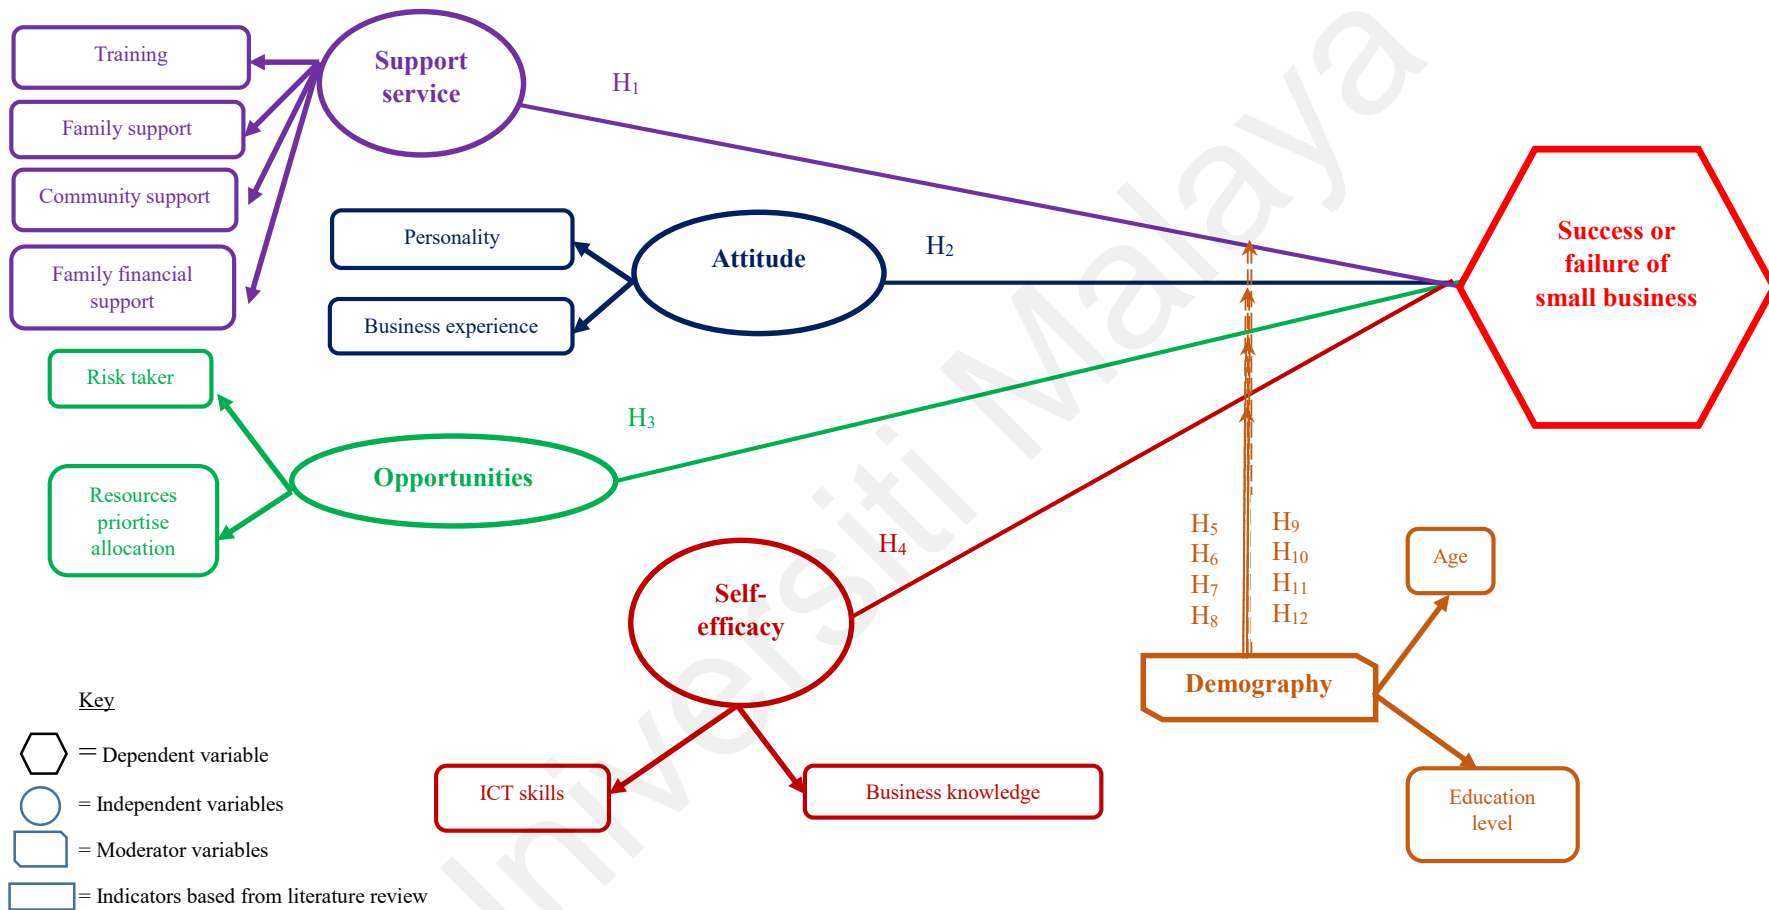 Training
Family support
Community support
Family financial
support
Support
service
H₁
Personality
Business experience
Attitude
H₂
Success or
failure of
small business
Risk taker
Resources
priortise
allocation
Opportunities
H₃
Self-
efficacy
H₄
ICT skills
Business knowledge
H₅
H₆
H₇
H₈
H₉
H₁₀
H₁₁
H₁₂
Demography
Age
Education
level
Key
= Dependent variable
= Independent variables
= Moderator variables
= Indicators based from literature review
Universiti Malaya